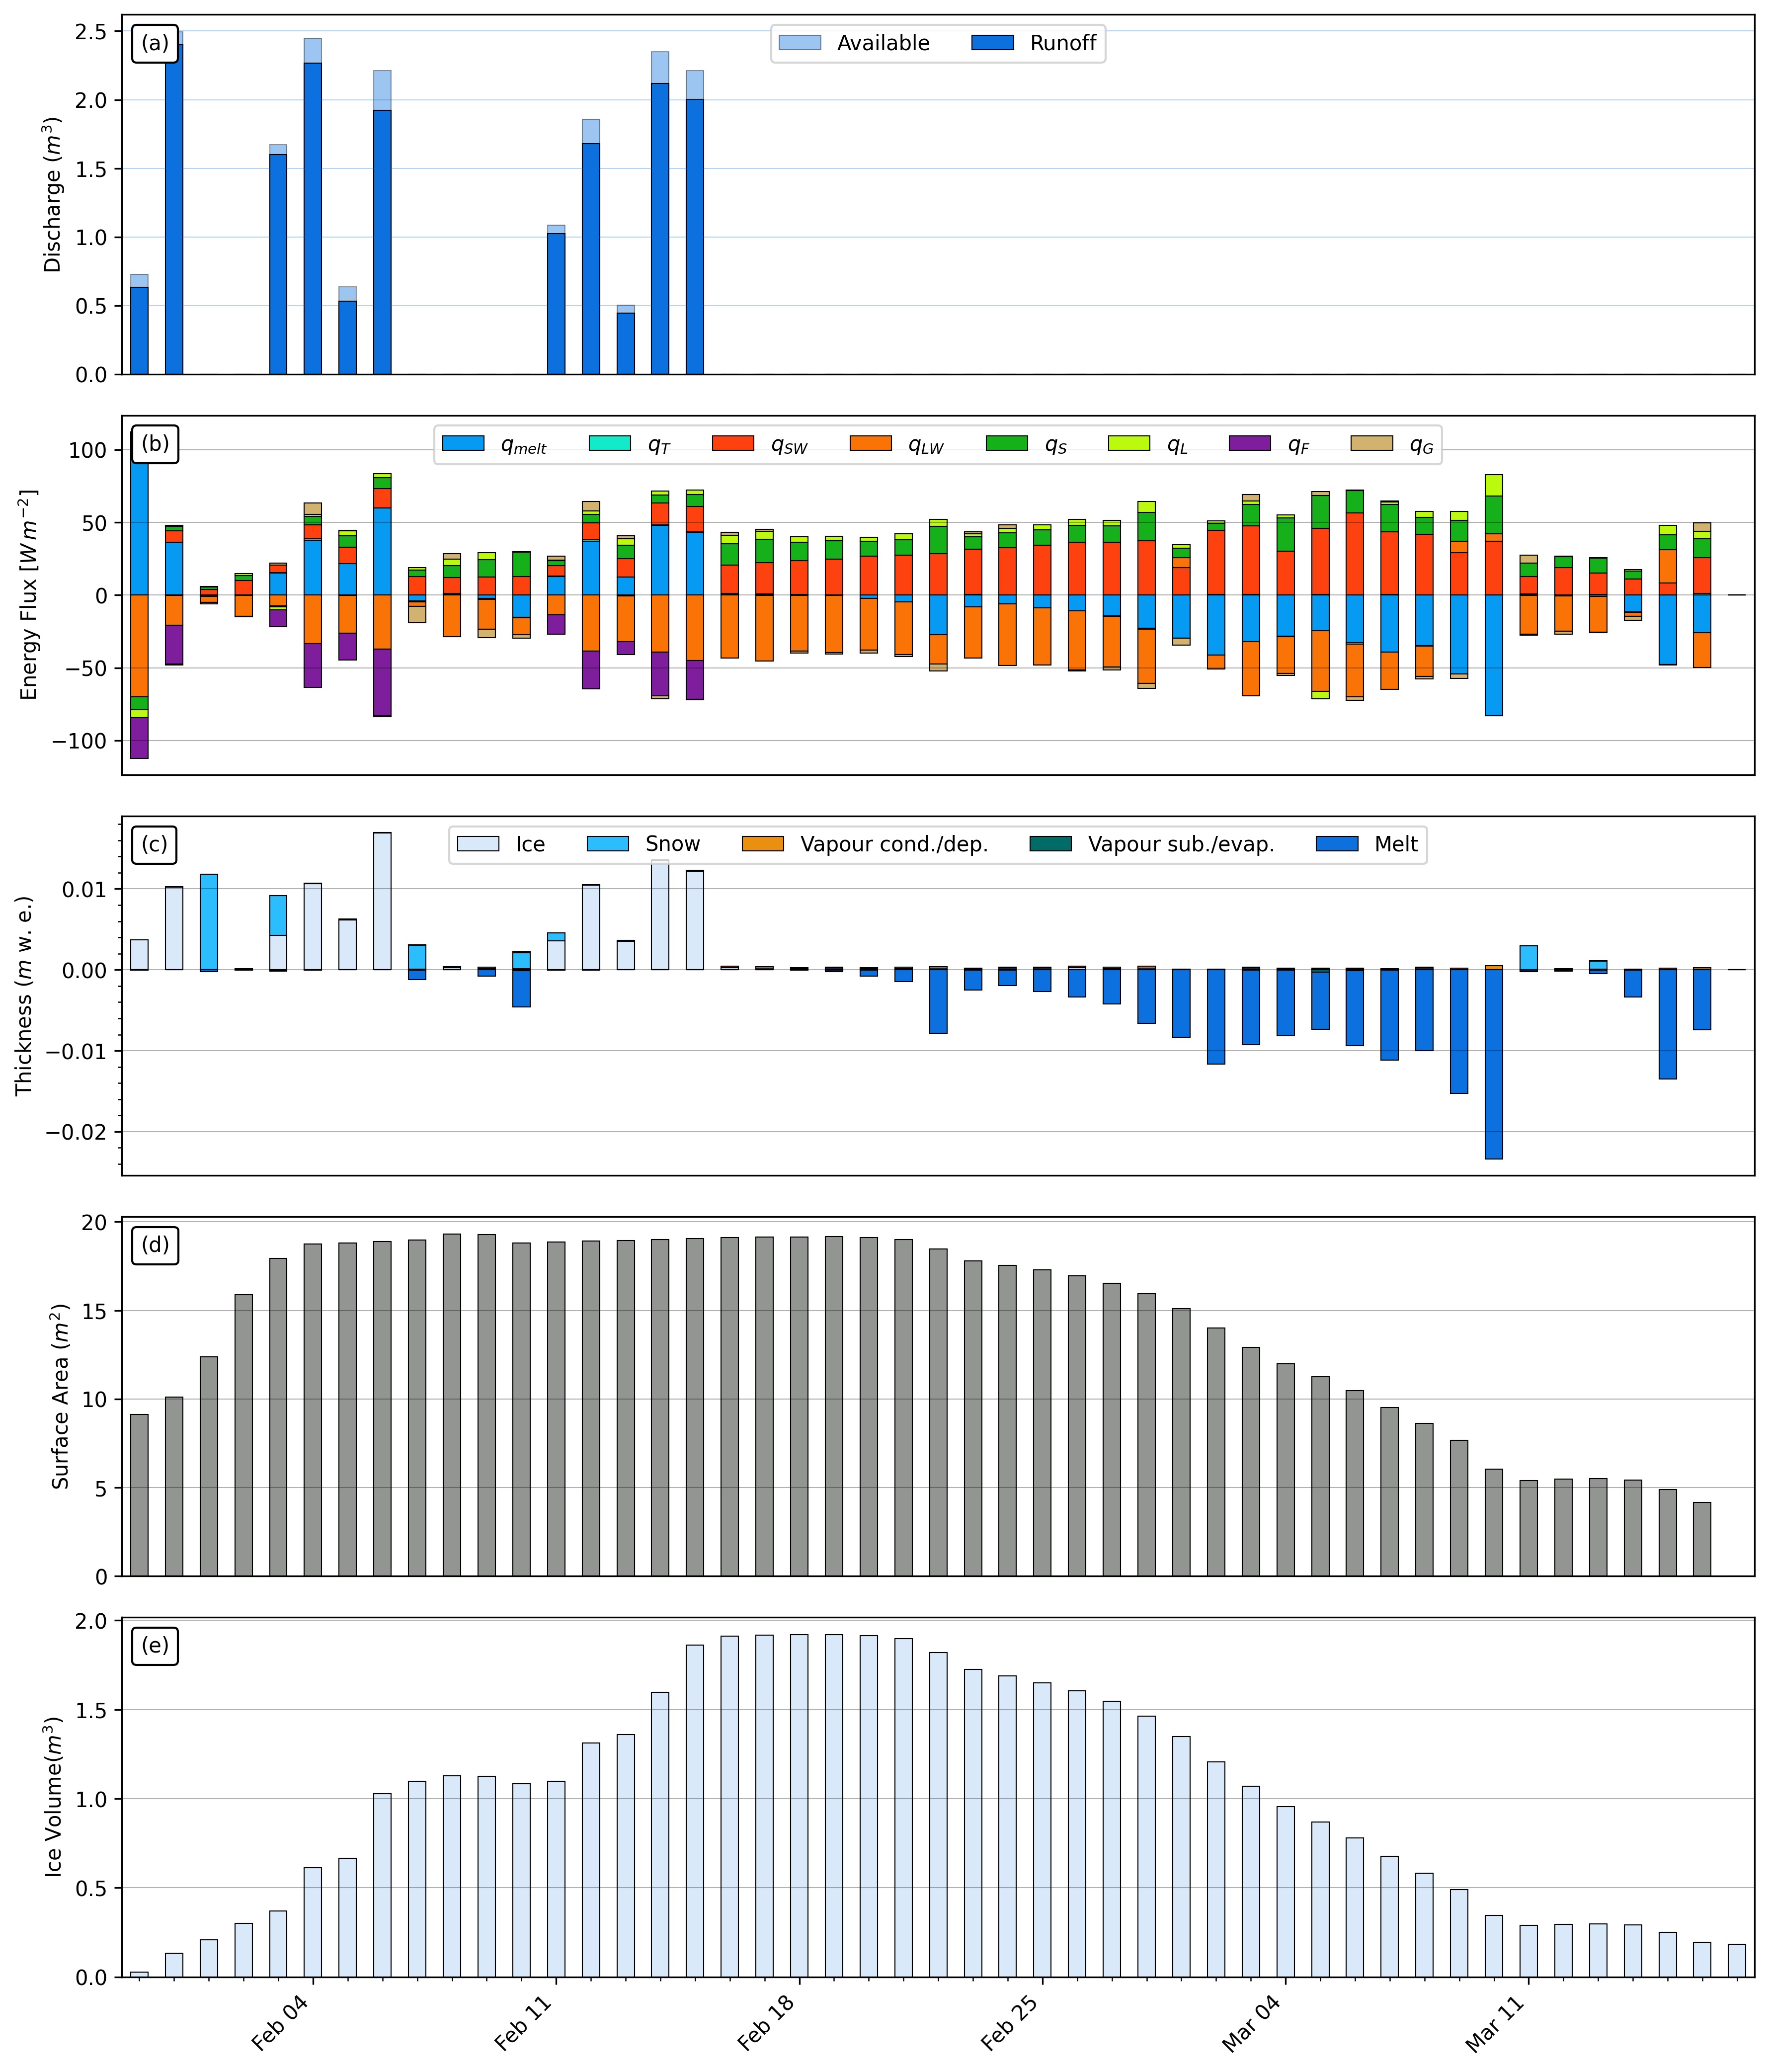 (a)
Available
Runoff
Discharge (m³)
2.5
2.0
1.5
1.0
0.5
0.0
(b)
q_melt
q_T
q_SW
q_LW
q_S
q_L
q_F
q_G
Energy Flux [W m⁻²]
100
50
0
−50
−100
(c)
Ice
Snow
Vapour cond./dep.
Vapour sub./evap.
Melt
Thickness (m w. e.)
0.01
0.00
−0.01
−0.02
(d)
Surface Area (m²)
20
15
10
5
0
(e)
Ice Volume(m³)
2.0
1.5
1.0
0.5
0.0
Feb 04
Feb 11
Feb 18
Feb 25
Mar 04
Mar 11